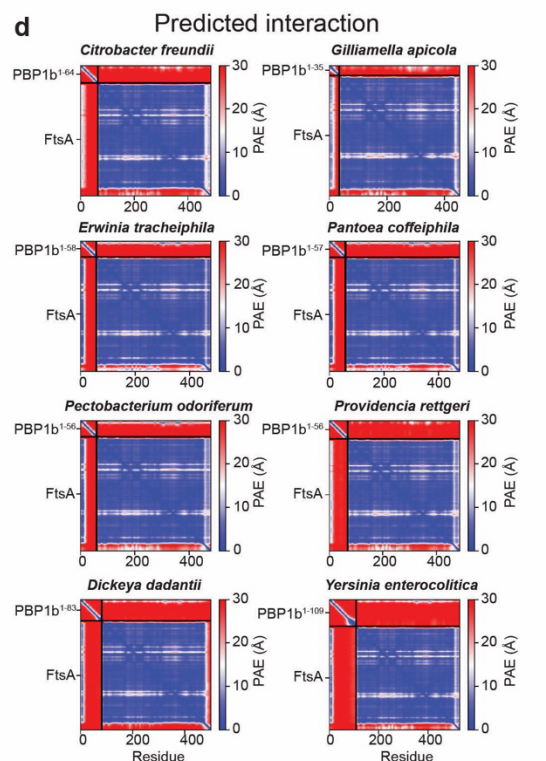 d
Predicted interaction
Citrobacter freundii
PBP1b¹⁻⁶⁴
FtsA
30
20
10
0
PAE (Å)
0
200
400
Gilliamella apicola
PBP1b¹⁻³⁵
FtsA
30
20
10
0
PAE (Å)
0
200
400
Erwinia tracheiphila
PBP1b¹⁻⁵⁸
FtsA
30
20
10
0
PAE (Å)
200
400
Pantoea coffeiphila
PBP1b¹⁻⁵⁷
FtsA
30
20
10
0
PAE (Å)
200
400
Pectobacterium odoriferum
PBP1b¹⁻⁵⁶
FtsA
30
20
10
0
PAE (Å)
0
200
400
Providencia rettgeri
PBP1b¹⁻⁵⁶
FtsA
30
20
10
0
PAE (Å)
0
200
400
Dickeya dadantii
PBP1b¹⁻⁸³
FtsA
30
20
10
0
PAE (Å)
0
200
400
Residue
Yersinia enterocolitica
PBP1b¹⁻¹⁰⁹
FtsA
30
20
10
0
PAE (Å)
0
200
400
Residue